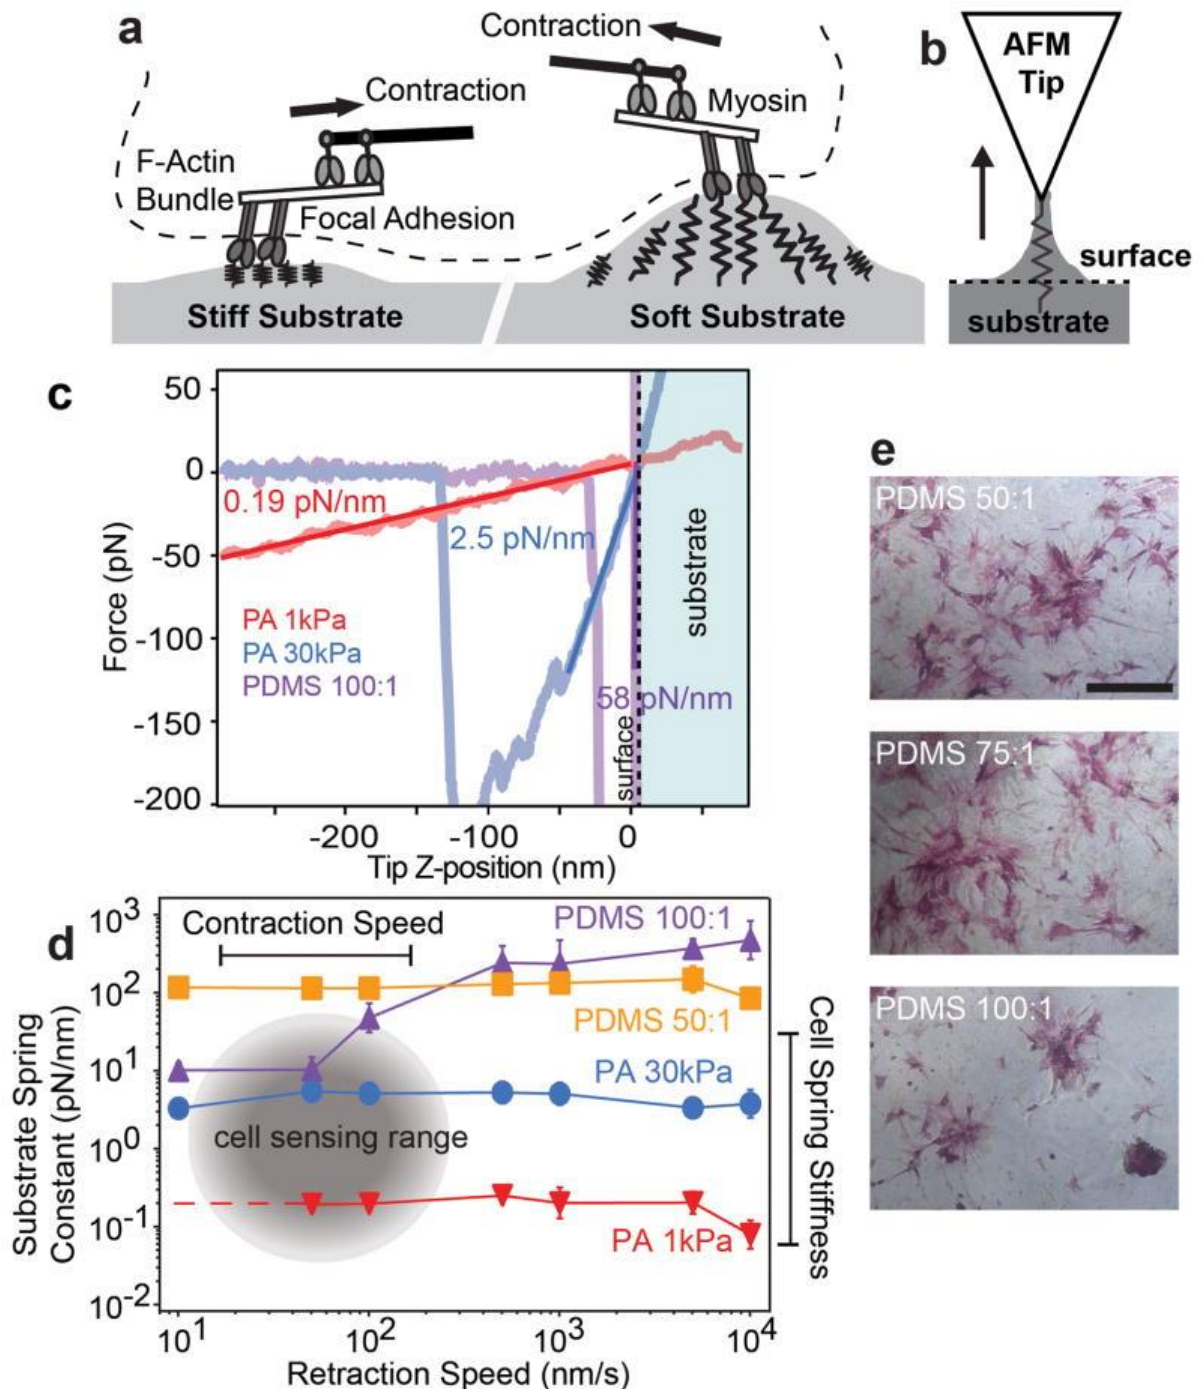 a
Contraction
Contraction
F-Actin
Bundle
Focal Adhesion
Myosin
Stiff Substrate
Soft Substrate
b
AFM
Tip
surface
substrate
c
Force (pN)
50
0
-50
-100
-150
-200
0.19 pN/nm
2.5 pN/nm
58 pN/nm
PA 1kPa
PA 30kPa
PDMS 100:1
surface
substrate
-200
-100
0
Tip Z-position (nm)
d
Substrate Spring
Constant (pN/nm)
10³
10²
10¹
10⁰
10⁻¹
10⁻²
Contraction Speed
PDMS 100:1
PDMS 50:1
PA 30kPa
cell sensing range
PA 1kPa
Cell Spring Stiffness
10¹
10²
10³
10⁴
Retraction Speed (nm/s)
e
PDMS 50:1
PDMS 75:1
PDMS 100:1